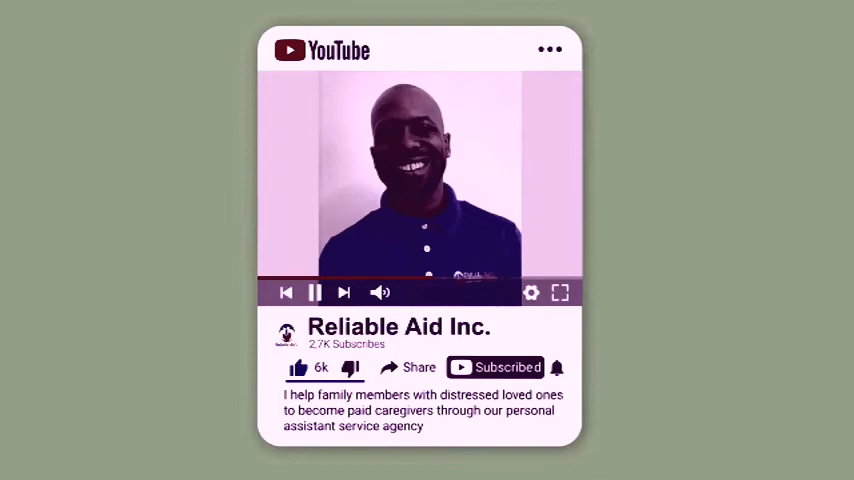 YouTube
Reliable Aid Inc.
2,7K Subscribes
6k
Share
Subscribed
I help family members with distressed loved ones
to become paid caregivers through our personal
assistant service agency